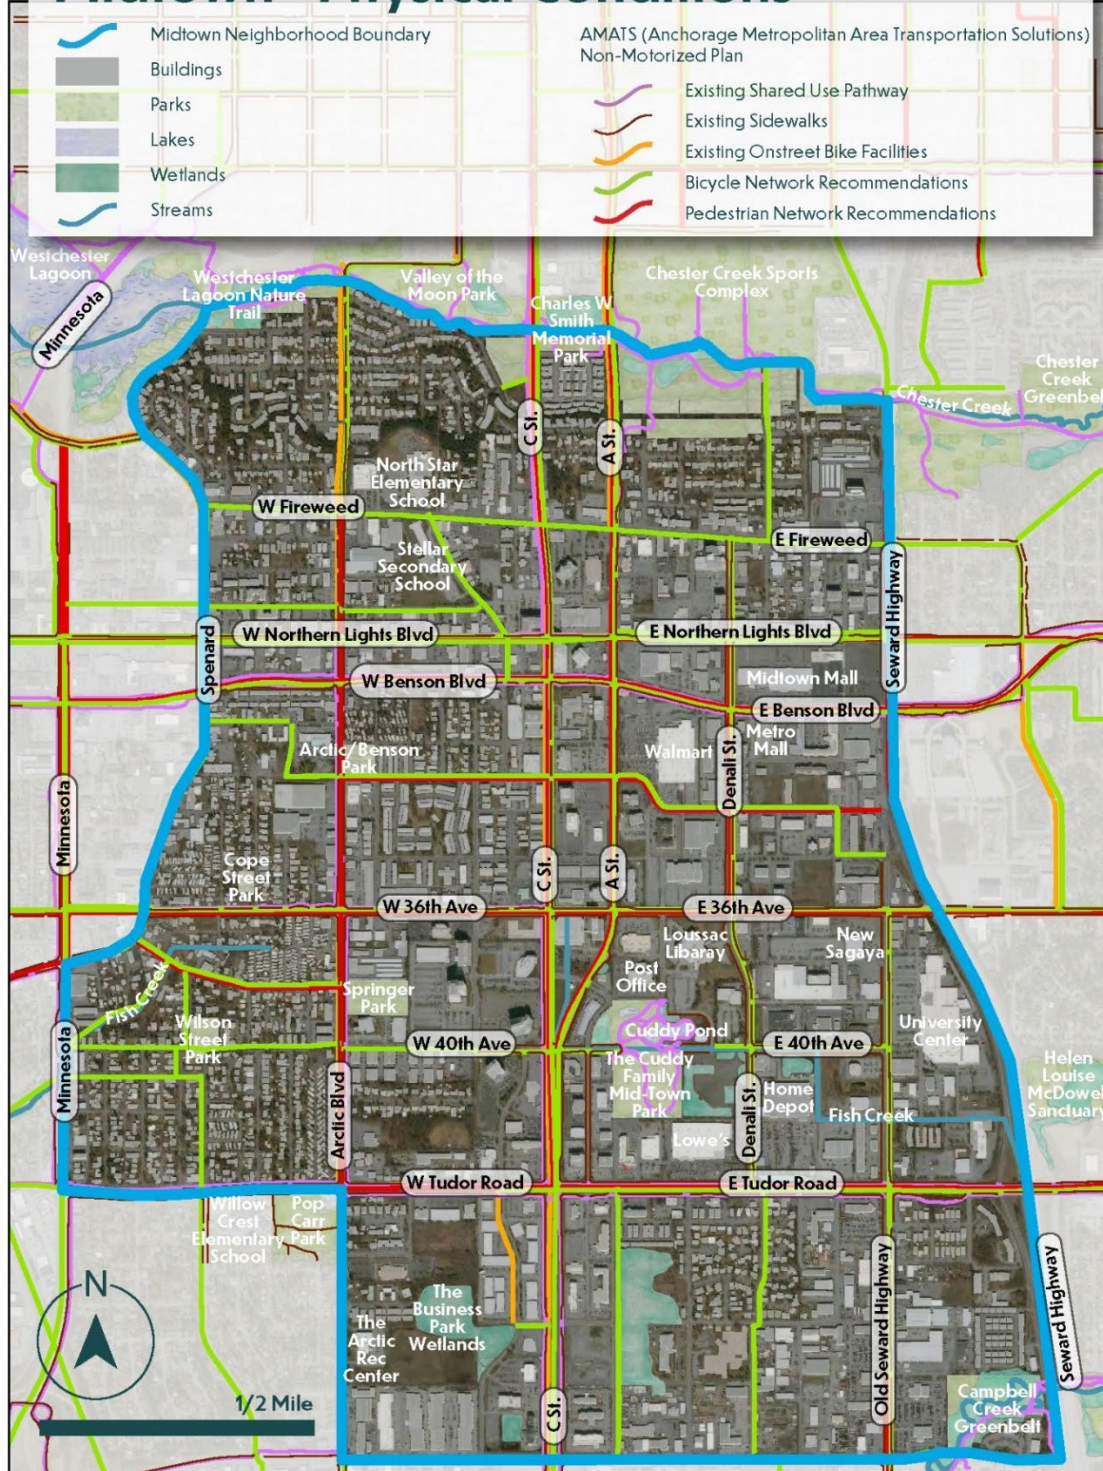 Midtown - Physical Conditions
Midtown Neighborhood Boundary
Buildings
Parks
Lakes
Wetlands
Streams
AMATS (Anchorage Metropolitan Area Transportation Solutions)
Non-Motorized Plan
Existing Shared Use Pathway
Existing Sidewalks
Existing Onstreet Bike Facilities
Bicycle Network Recommendations
Pedestrian Network Recommendations
Westchester
Lagoon
Minnesota
Westchester
Lagoon Nature
Trail
Valley of the
Moon Park
Charles W
Smith
Memorial
Park
Chester Creek Sports
Complex
Chester
Creek
Greenbelt
Chester Creek
C St.
A St.
North Star
Elementary
School
W Fireweed
E Fireweed
Stellar
Secondary
School
Seward Highway
Spenard
W Northern Lights Blvd
E Northern Lights Blvd
W Benson Blvd
Midtown Mall
E Benson Blvd
Metro
Mall
Arctic/Benson
Park
Walmart
Denali St.
Minnesota
Cope
Street
Park
C St.
A St.
W 36th Ave
E 36th Ave
Loussac
Libaray
New
Sagaya
Post
Office
Fish Creek
Springer
Park
Wilson
Street
Park
Cuddy Pond
University
Center
W 40th Ave
E 40th Ave
Minnesota
The Cuddy
Family
Mid-Town
Park
Helen
Louise
McDowell
Sanctuary
Arctic Blvd
Denali St.
Home
Depot
Fish Creek
Lowe's
W Tudor Road
E Tudor Road
Willow
Crest
Elementary
School
Pop
Carr
Park
Old Seward Highway
Seward Highway
N
The
Business
Park
Wetlands
The
Arctic
Rec
Center
1/2 Mile
C St.
Campbell
Creek
Greenbelt